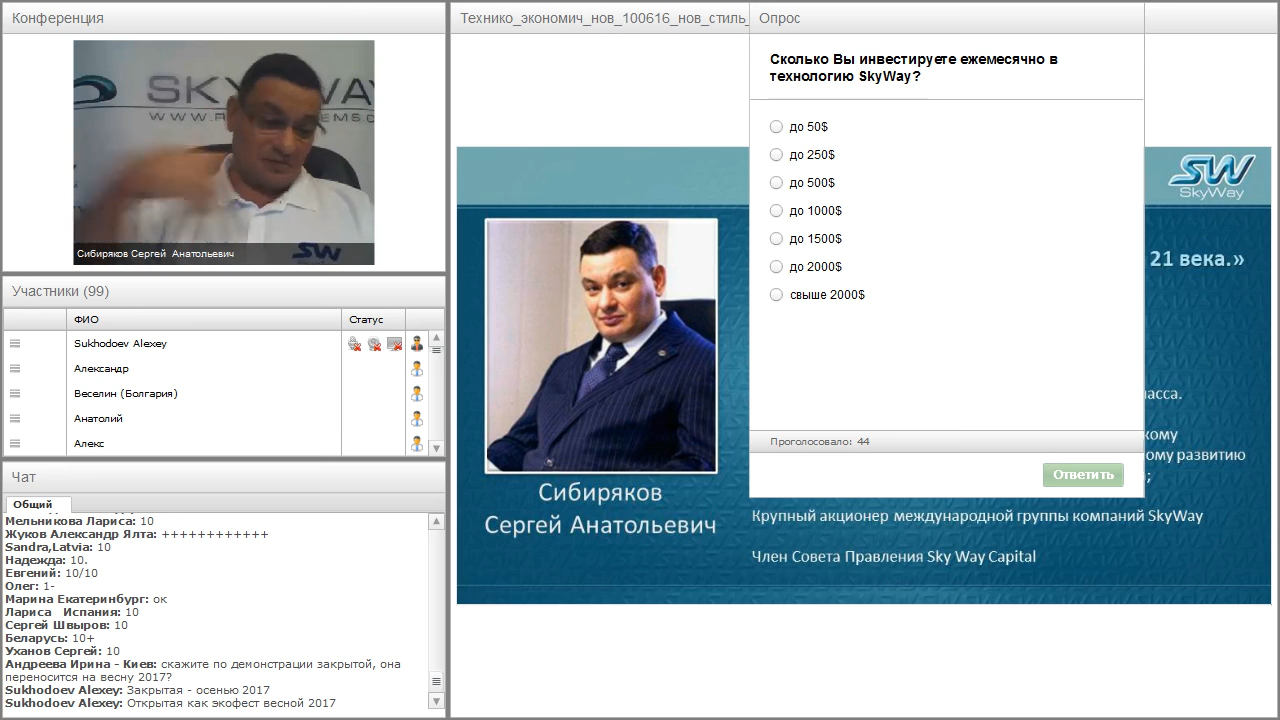 Конференция
SKYWAY
Сибиряков Сергей Анатольевич
SW
Участники (99)
ФИО
Статус
Sukhodoev Alexey
Александр
Веселин (Болгария)
Анатолий
Алекс
Чат
Общий
Мельникова Лариса: 10
Жуков Александр Ялта: ++++++++++++
Sandra,Latvia: 10
Надежда: 10.
Евгений: 10/10
Олег: 1-
Марина Екатеринбург: ок
Лариса Испания: 10
Сергей Швыров: 10
Беларусь: 10+
Уханов Сергей: 10
Андреева Ирина - Киев: скажите по демонстрации закрытой, она
переносится на весну 2017?
Sukhodoev Alexey: Закрытая - осенью 2017
Sukhodoev Alexey: Открытая как экофест весной 2017
Технико_экономич_нов_100616_нов_стиль_
Опрос
Сколько Вы инвестируете ежемесячно в
технологию SkyWay?
до 50$
до 250$
до 500$
до 1000$
до 1500$
до 2000$
свыше 2000$
Проголосовало: 44
Ответить
SW
SkyWay
21 века.»
Сибиряков
Сергей Анатольевич
развитию
Крупный акционер международной группы компаний SkyWay
Член Совета Правления Sky Way Capital